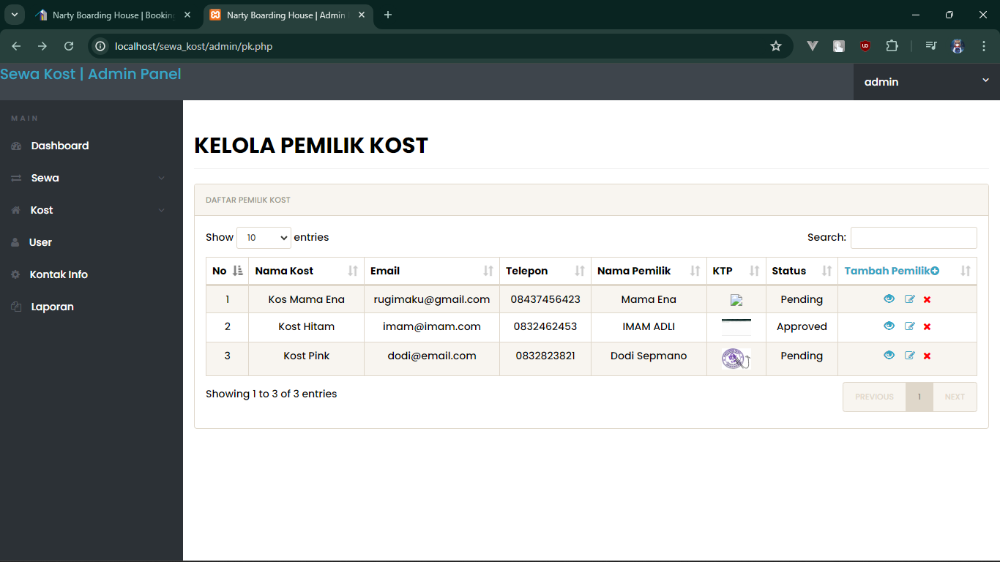 Narty Boarding House | Booking
Narty Boarding House | Admin
localhost/sewa_kost/admin/pk.php
Sewa Kost | Admin Panel
admin
MAIN
Dashboard
Sewa
Kost
User
Kontak Info
Laporan
KELOLA PEMILIK KOST
DAFTAR PEMILIK KOST
Show 10 entries
Search:
No Nama Kost Email Telepon Nama Pemilik KTP Status Tambah Pemilik
1 Kos Mama Ena rugimaku@gmail.com 08437456423 Mama Ena Pending
2 Kost Hitam imam@imam.com 0832462453 IMAM ADLI Approved
3 Kost Pink dodi@email.com 0832823821 Dodi Sepmano Pending
Showing 1 to 3 of 3 entries
PREVIOUS 1 NEXT